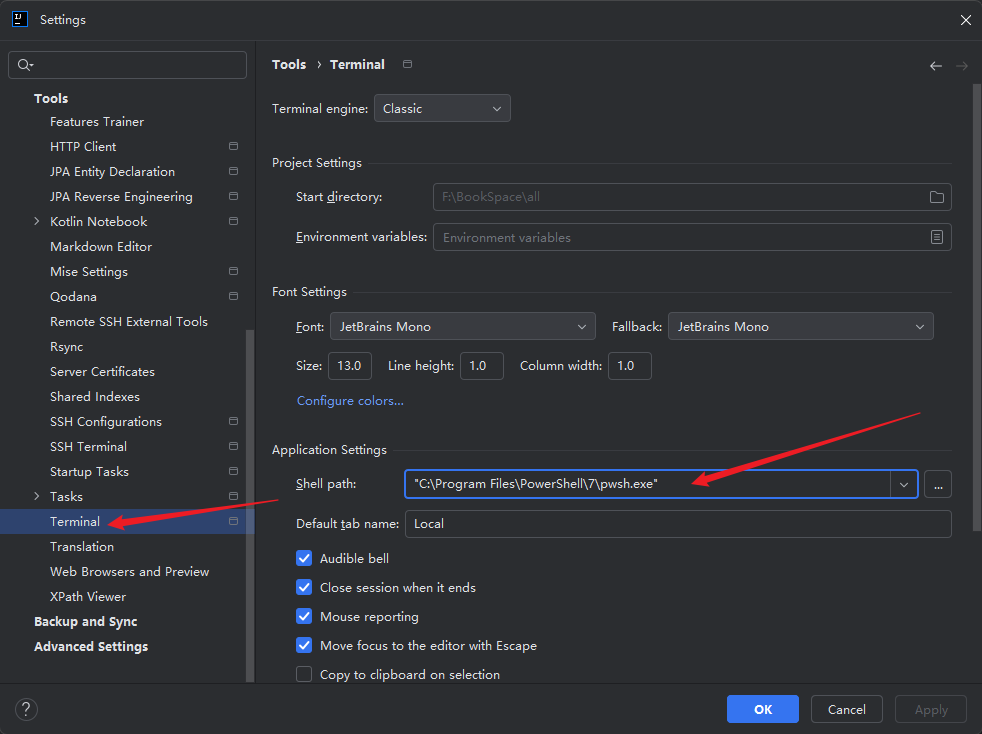 Settings
Tools
Features Trainer
HTTP Client
JPA Entity Declaration
JPA Reverse Engineering
Kotlin Notebook
Markdown Editor
Mise Settings
Qodana
Remote SSH External Tools
Rsync
Server Certificates
Shared Indexes
SSH Configurations
SSH Terminal
Startup Tasks
Tasks
Terminal
Translation
Web Browsers and Preview
XPath Viewer
Backup and Sync
Advanced Settings
Tools › Terminal
Terminal engine: Classic
Project Settings
Start directory: F:\BookSpace\all
Environment variables: Environment variables
Font Settings
Font: JetBrains Mono Fallback: JetBrains Mono
Size: 13.0 Line height: 1.0 Column width: 1.0
Configure colors...
Application Settings
Shell path: "C:\Program Files\PowerShell\7\pwsh.exe" ...
Default tab name: Local
Audible bell
Close session when it ends
Mouse reporting
Move focus to the editor with Escape
Copy to clipboard on selection
? OK Cancel Apply